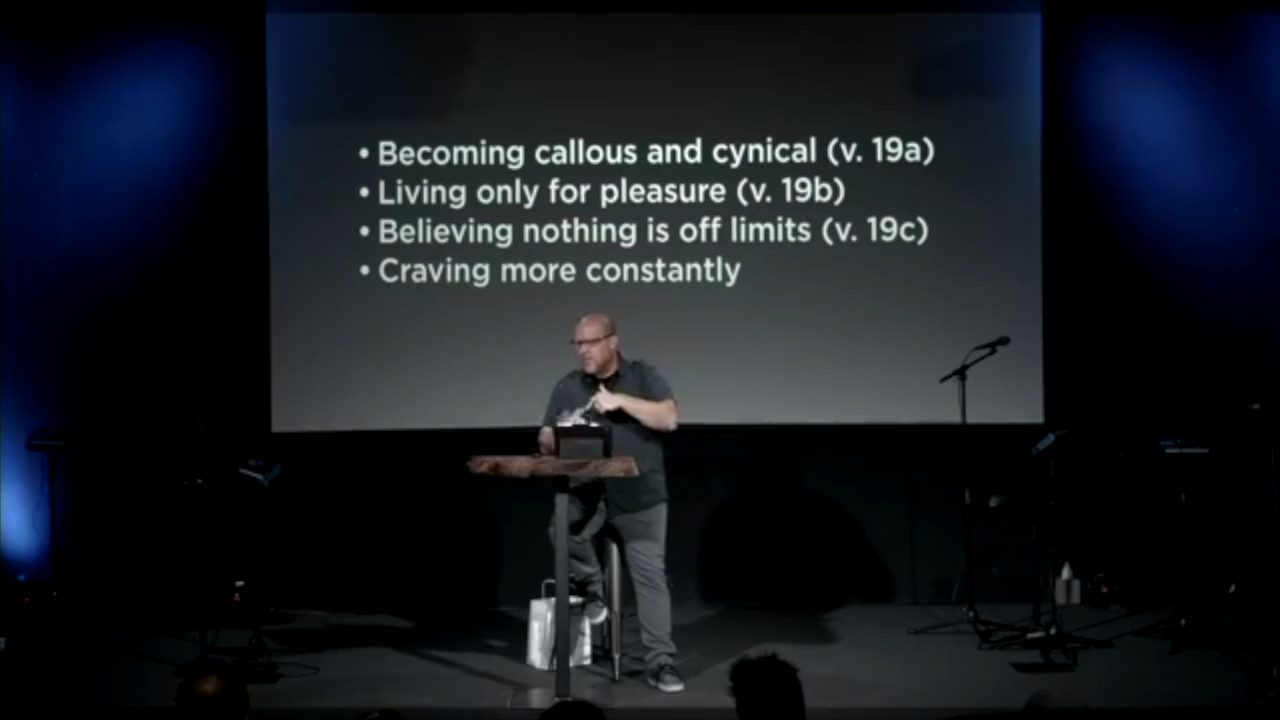 • Becoming callous and cynical (v. 19a)
• Living only for pleasure (v. 19b)
• Believing nothing is off limits (v. 19c)
• Craving more constantly